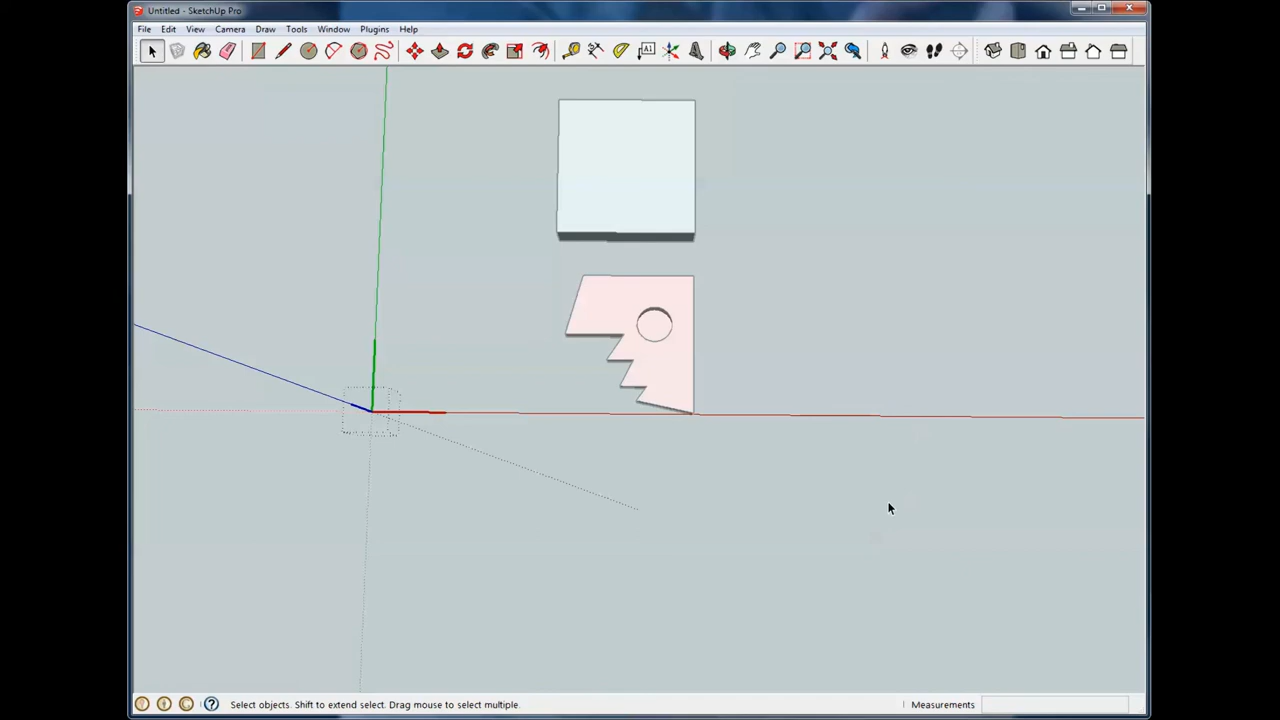 Untitled - SketchUp Pro
File Edit View Camera Draw Tools Window Plugins Help
A1
Select objects. Shift to extend select. Drag mouse to select multiple.
Measurements